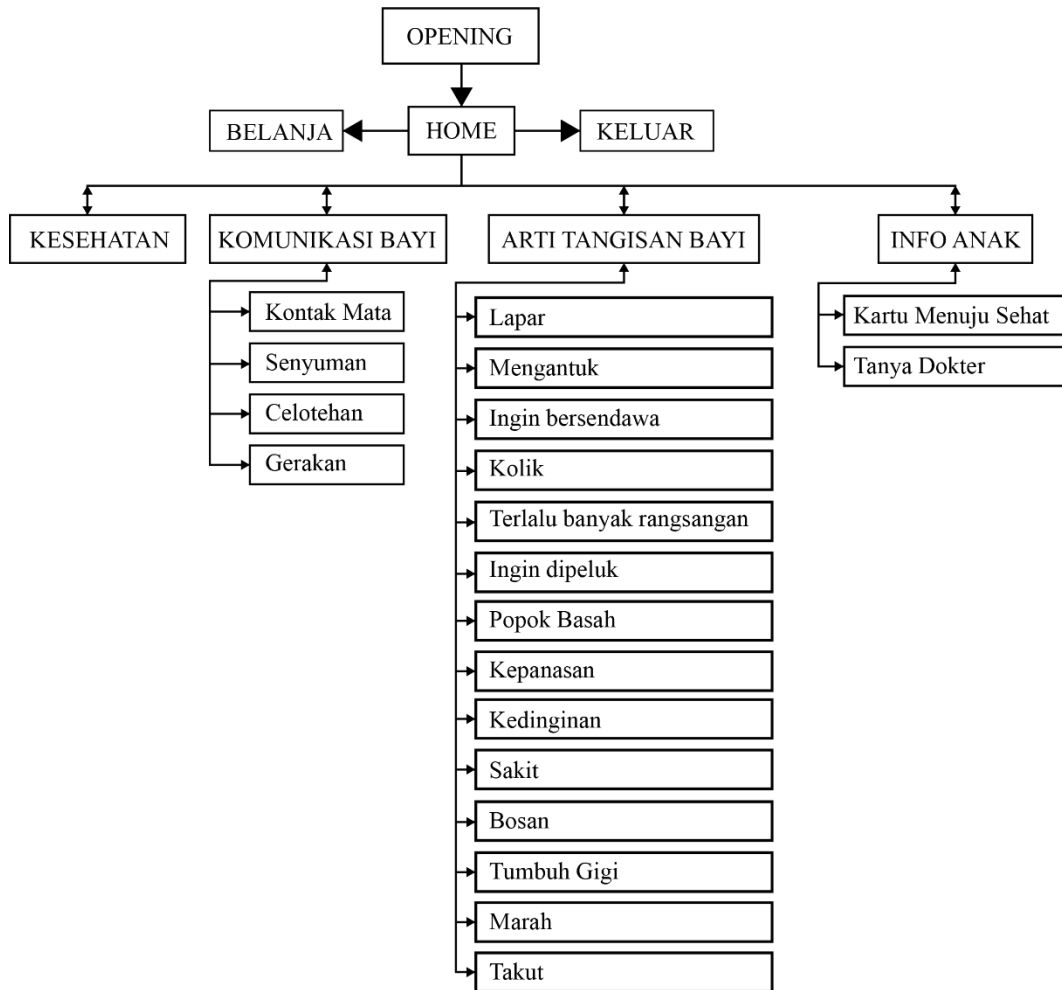 OPENING
BELANJA
HOME
KELUAR
KESEHATAN
KOMUNIKASI BAYI
ARTI TANGISAN BAYI
INFO ANAK
Kontak Mata
Senyuman
Celotehan
Gerakan
Lapar
Mengantuk
Ingin bersendawa
Kolik
Terlalu banyak rangsangan
Ingin dipeluk
Popok Basah
Kepanasan
Kedinginan
Sakit
Bosan
Tumbuh Gigi
Marah
Takut
Kartu Menuju Sehat
Tanya Dokter